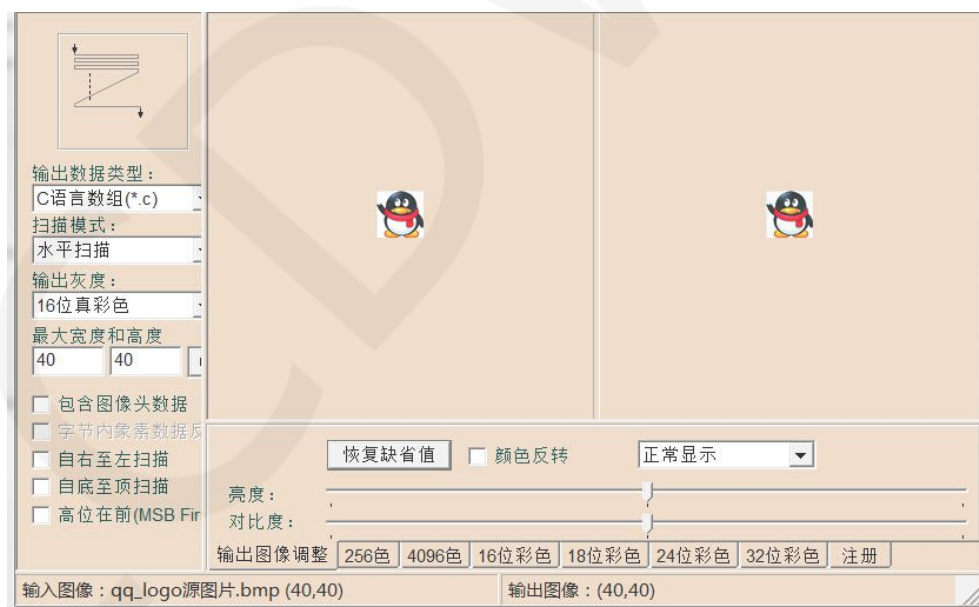 输出数据类型：
C语言数组(*.c)
扫描模式：
水平扫描
输出灰度：
16位真彩色
最大宽度和高度
40 40
包含图像头数据
字节内象素数据反
自右至左扫描
自底至顶扫描
高位在前(MSB Fir
恢复缺省值 颜色反转 正常显示
亮度：
对比度：
输出图像调整 256色 4096色 16位彩色 18位彩色 24位彩色 32位彩色 注册
输入图像：qq_logo源图片.bmp (40,40) 输出图像：(40,40)